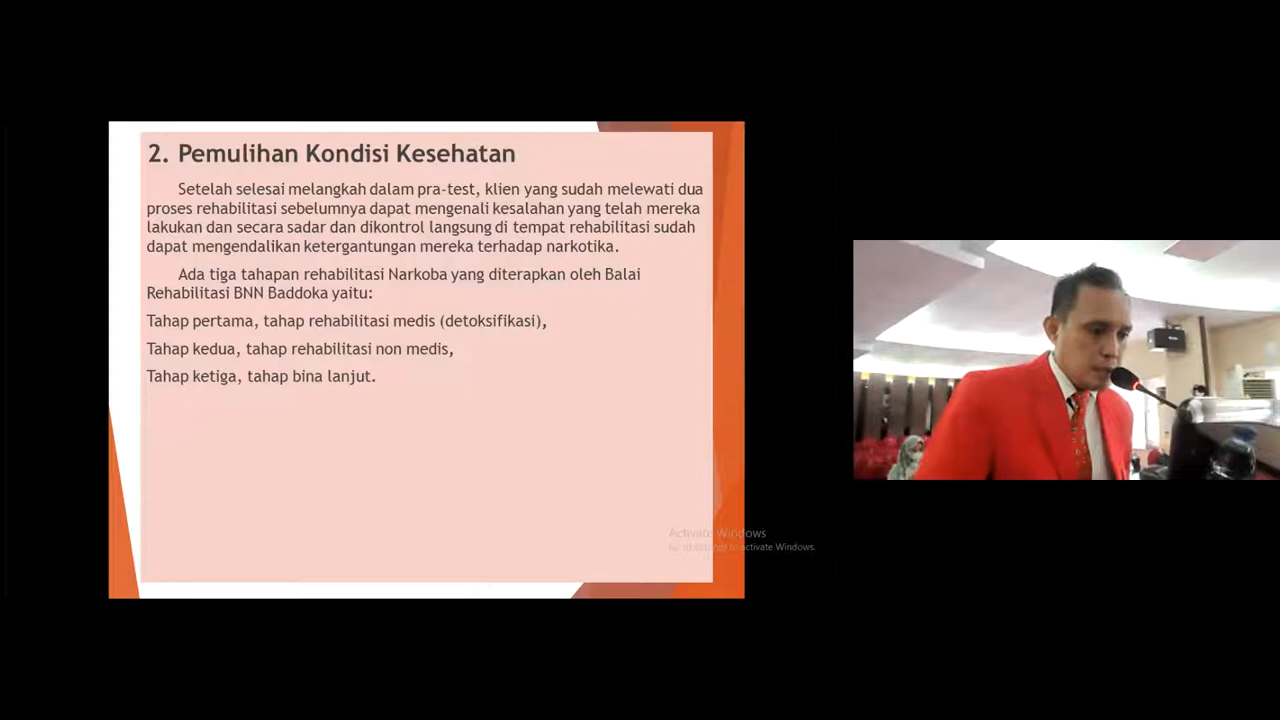 2. Pemulihan Kondisi Kesehatan
Setelah selesai melangkah dalam pra-test, klien yang sudah melewati dua
proses rehabilitasi sebelumnya dapat mengenali kesalahan yang telah mereka
lakukan dan secara sadar dan dikontrol langsung di tempat rehabilitasi sudah
dapat mengendalikan ketergantungan mereka terhadap narkotika.
Ada tiga tahapan rehabilitasi Narkoba yang diterapkan oleh Balai
Rehabilitasi BNN Baddoka yaitu:
Tahap pertama, tahap rehabilitasi medis (detoksifikasi),
Tahap kedua, tahap rehabilitasi non medis,
Tahap ketiga, tahap bina lanjut.
Activate Windows
to activate Windows.